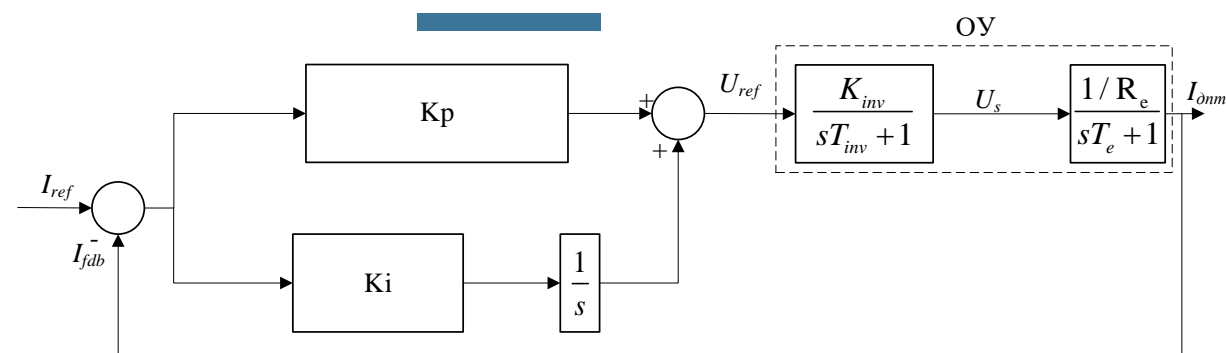 ОУ
Kp
+
+
U_ref
K_inv
sT_inv + 1
U_s
1 / R_e
sT_e + 1
I_дпт
I_ref
-
I_fdb
Ki
1
s